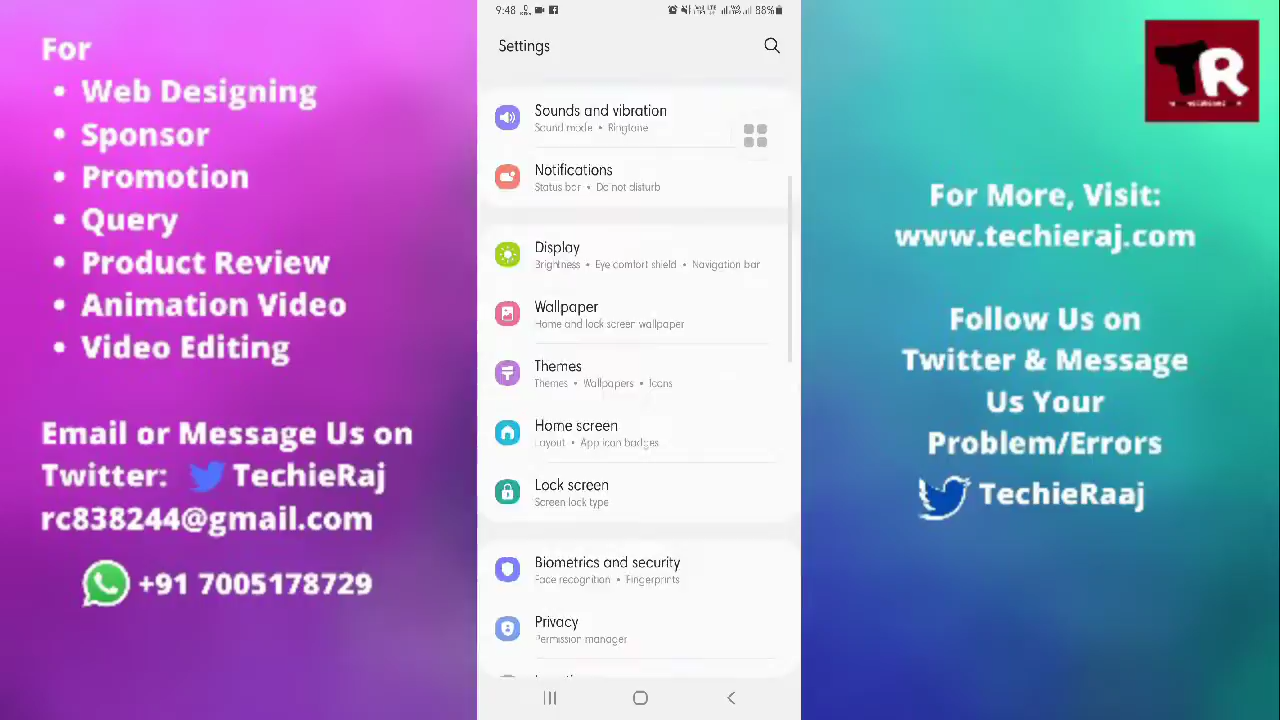 For
• Web Designing
• Sponsor
• Promotion
• Query
• Product Review
• Animation Video
• Video Editing
Email or Message Us on
Twitter: TechieRaj
rc838244@gmail.com
+91 7005178729
9:48
88%
Settings
Sounds and vibration
Sound mode • Ringtone
Notifications
Status bar • Do not disturb
Display
Brightness • Eye comfort shield • Navigation bar
Wallpaper
Home and lock screen wallpaper
Themes
Themes • Wallpapers • Icons
Home screen
Layout • App icon badges
Lock screen
Screen lock type
Biometrics and security
Face recognition • Fingerprints
Privacy
Permission manager
TR
For More, Visit:
www.techieraj.com
Follow Us on
Twitter & Message
Us Your
Problem/Errors
TechieRaaj